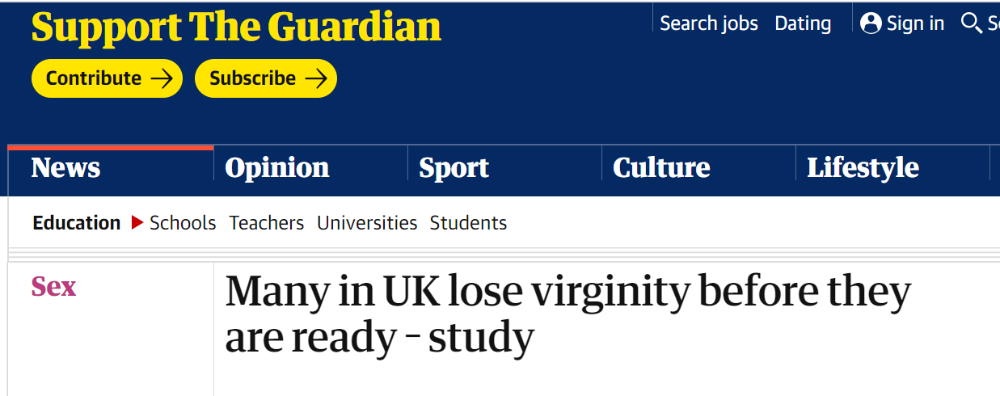 Support The Guardian
Search jobs Dating Sign in
Contribute Subscribe
News Opinion Sport Culture Lifestyle
Education Schools Teachers Universities Students
Sex
Many in UK lose virginity before they
are ready – study